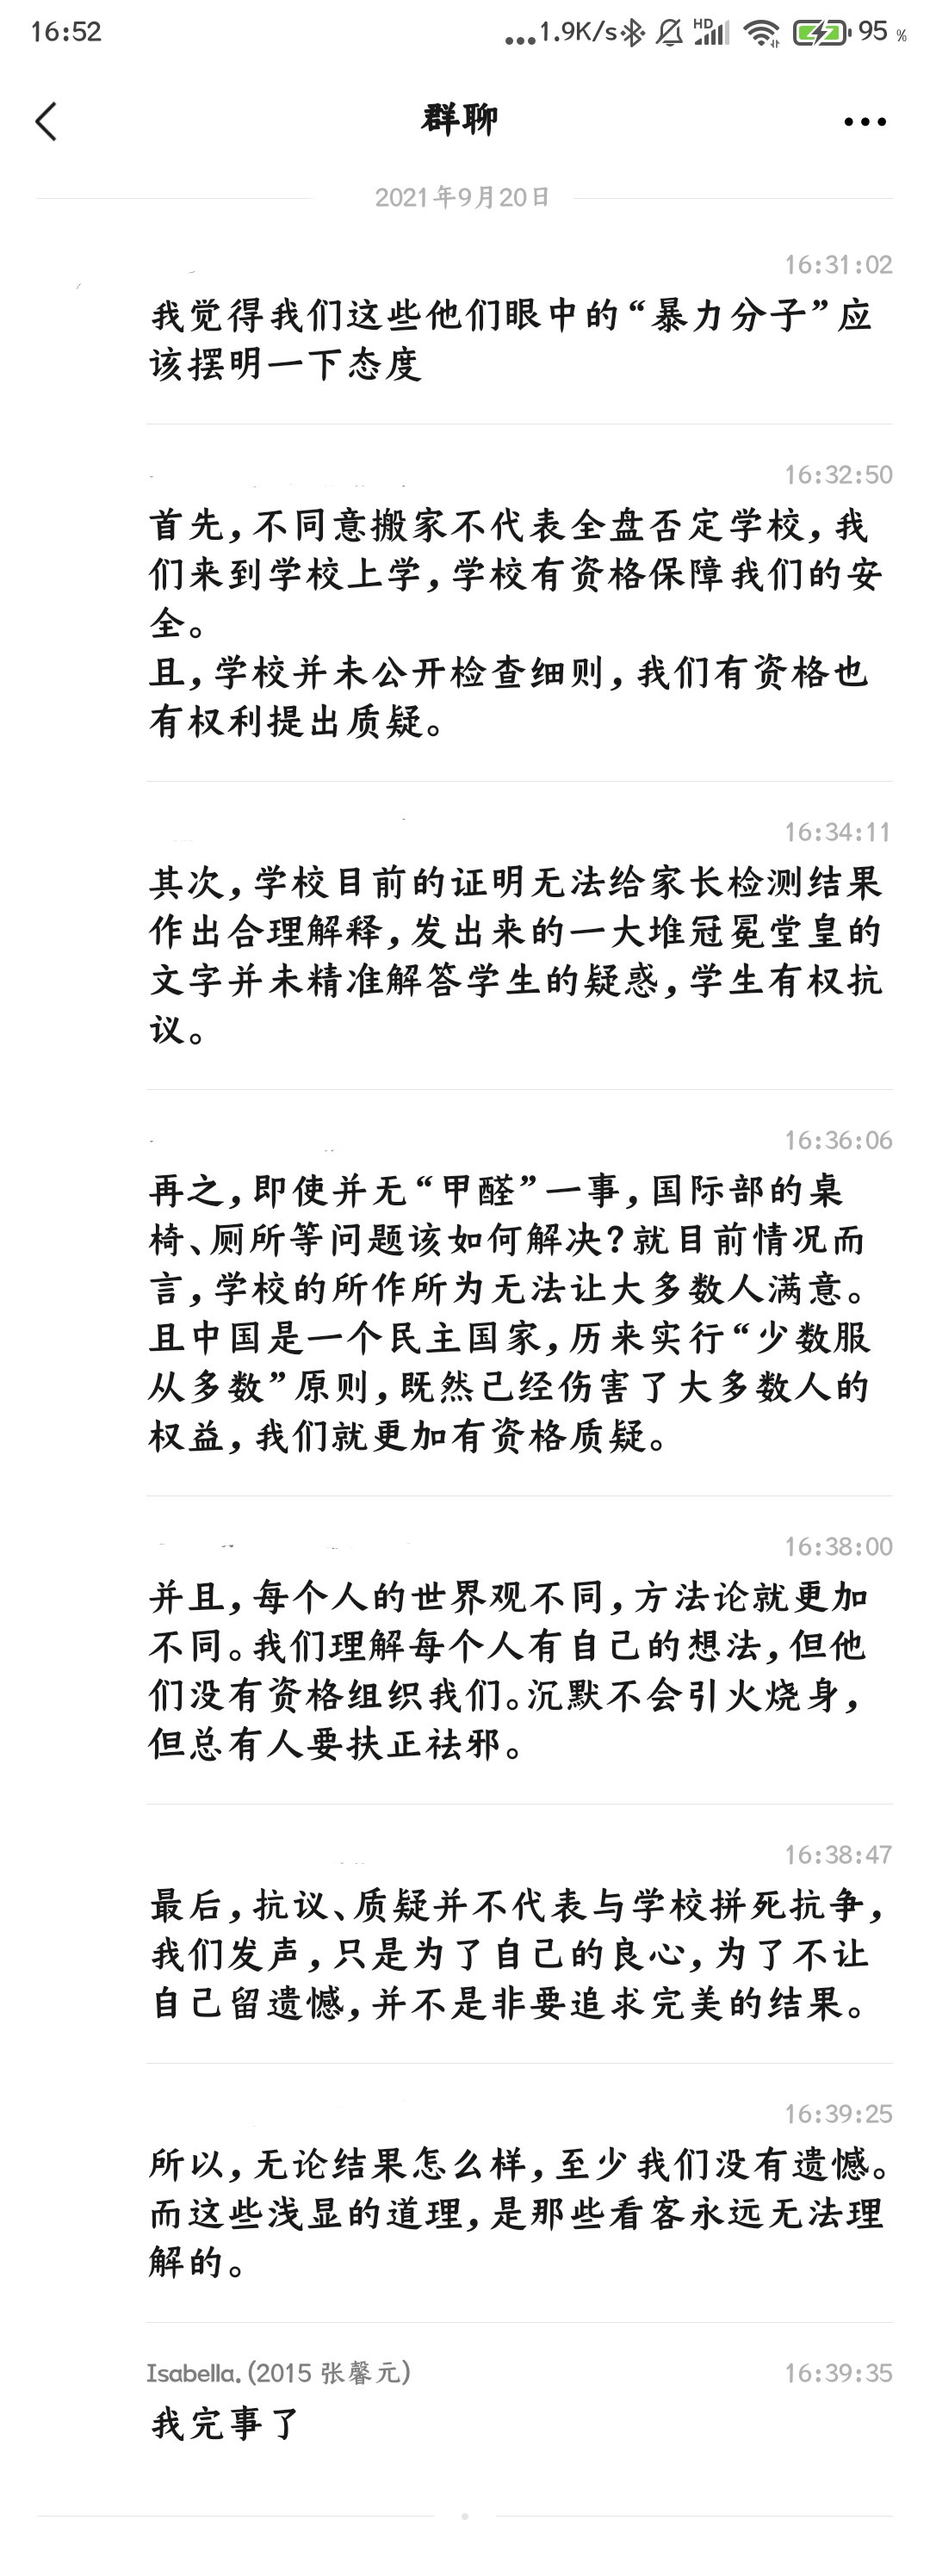 16:52
...1.9K/s HD 95 %
群聊
2021年9月20日
16:31:02
我觉得我们这些他们眼中的“暴力分子”应
该摆明一下态度
16:32:50
首先,不同意搬家不代表全盘否定学校,我
们来到学校上学,学校有资格保障我们的安
全。
且,学校并未公开检查细则,我们有资格也
有权利提出质疑。
16:34:11
其次,学校目前的证明无法给家长检测结果
作出合理解释,发出来的一大堆冠冕堂皇的
文字并未精准解答学生的疑惑,学生有权抗
议。
16:36:06
再之,即使并无“甲醛”一事,国际部的桌
椅、厕所等问题该如何解决?就目前情况而
言,学校的所作所为无法让大多数人满意。
且中国是一个民主国家,历来实行“少数服
从多数”原则,既然已经伤害了大多数人的
权益,我们就更加有资格质疑。
16:38:00
并且,每个人的世界观不同,方法论就更加
不同。我们理解每个人有自己的想法,但他
们没有资格组织我们。沉默不会引火烧身,
但总有人要扶正祛邪。
16:38:47
最后,抗议、质疑并不代表与学校拼死抗争,
我们发声,只是为了自己的良心,为了不让
自己留遗憾,并不是非要追求完美的结果。
16:39:25
所以,无论结果怎么样,至少我们没有遗憾。
而这些浅显的道理,是那些看客永远无法理
解的。
Isabella. (2015 张馨元)
16:39:35
我完事了